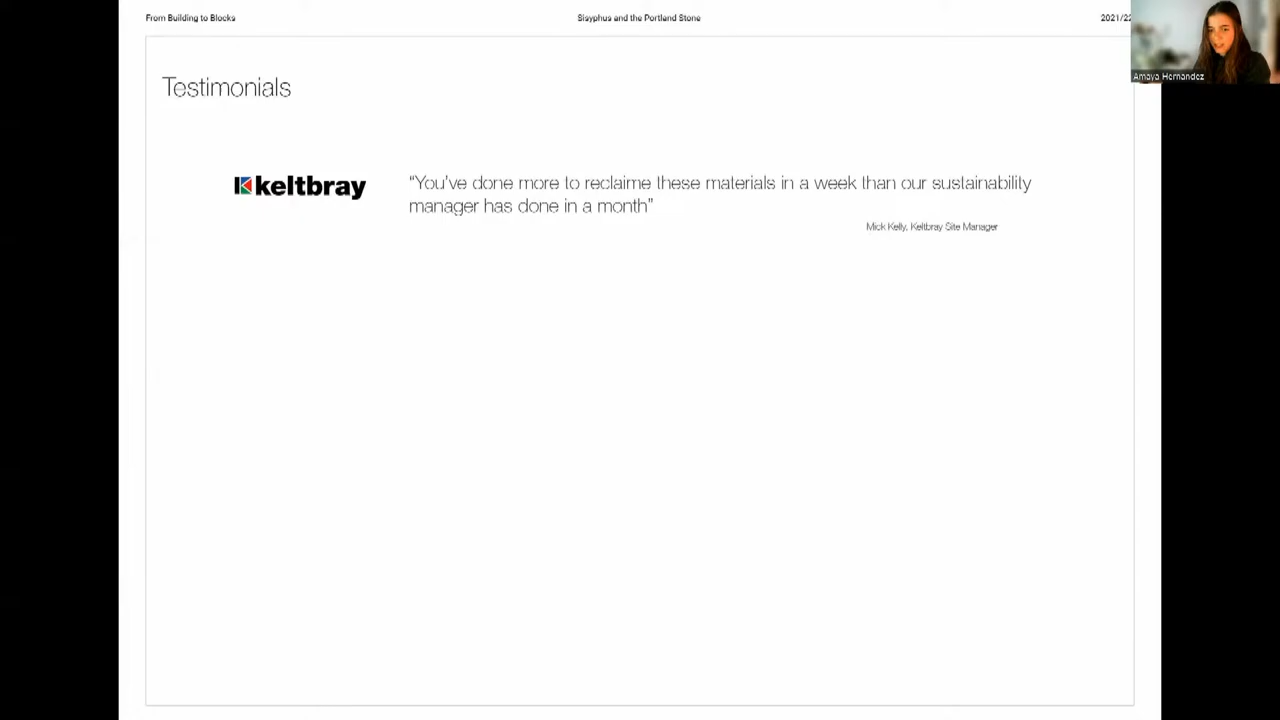 From Building to Blocks
Sisyphus and the Portland Stone
2021/22
Amaya Hernandez
Testimonials
keltbray
“You’ve done more to reclaime these materials in a week than our sustainability
manager has done in a month”
Mick Kelly, Keltbray Site Manager